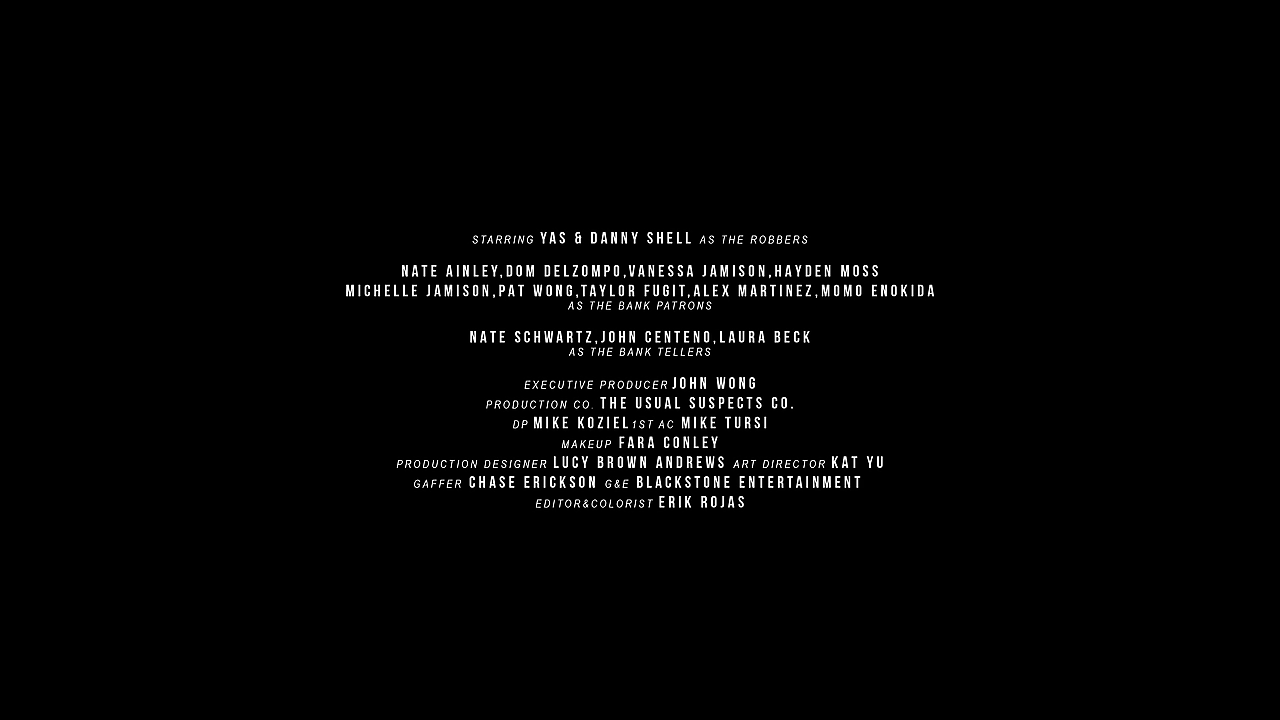 STARRING YAS & DANNY SHELL AS THE ROBBERS
NATE AINLEY,DOM DELZOMPO,VANESSA JAMISON,HAYDEN MOSS
MICHELLE JAMISON,PAT WONG,TAYLOR FUGIT,ALEX MARTINEZ,MOMO ENOKIDA
AS THE BANK PATRONS
NATE SCHWARTZ,JOHN CENTENO,LAURA BECK
AS THE BANK TELLERS
EXECUTIVE PRODUCER JOHN WONG
PRODUCTION CO. THE USUAL SUSPECTS CO.
DP MIKE KOZIEL 1ST AC MIKE TURSI
MAKEUP FARA CONLEY
PRODUCTION DESIGNER LUCY BROWN ANDREWS ART DIRECTOR KAT YU
GAFFER CHASE ERICKSON G&E BLACKSTONE ENTERTAINMENT
EDITOR&COLORIST ERIK ROJAS